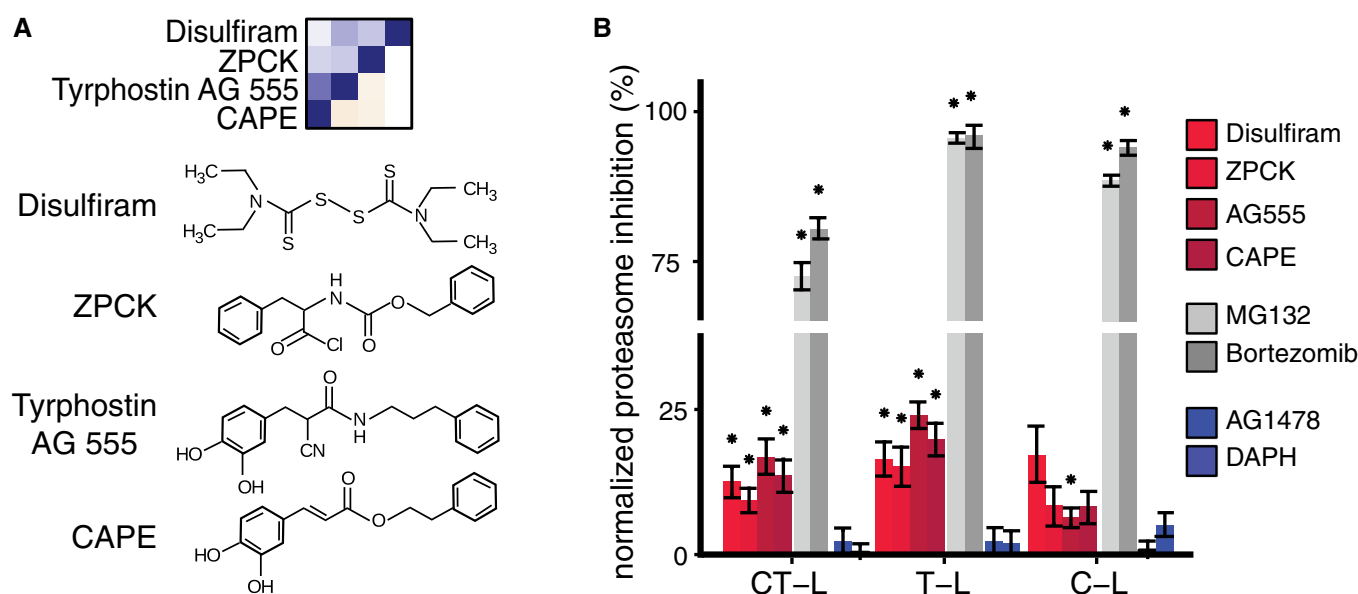 A
Disulfiram
ZPCK
Tyrphostin AG 555
CAPE
Disulfiram
H3C
CH3
N
S
S
S
S
N
H3C
CH3
ZPCK
H
N
O
O
Cl
O
Tyrphostin
AG 555
O
N
H
HO
CN
OH
CAPE
O
O
HO
OH
B
normalized proteasome inhibition (%)
100
75
25
0
* * * * * *
* * * * * *
* * *
CT–L
T–L
C–L
Disulfiram
ZPCK
AG555
CAPE
MG132
Bortezomib
AG1478
DAPH